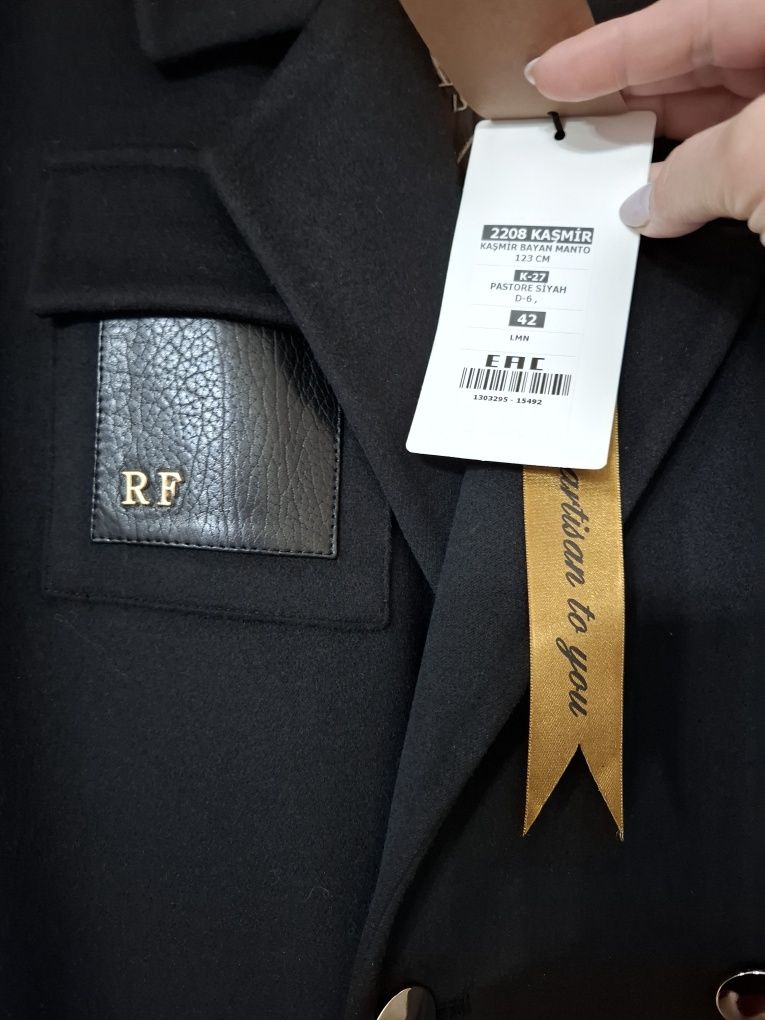 2208 KAŞMİR
KAŞMİR BAYAN MANTO
123 CM
K-27
PASTORE SİYAH
D-6 ,
42
LMN
EAC
1303295 - 15492
RF
artisan to you